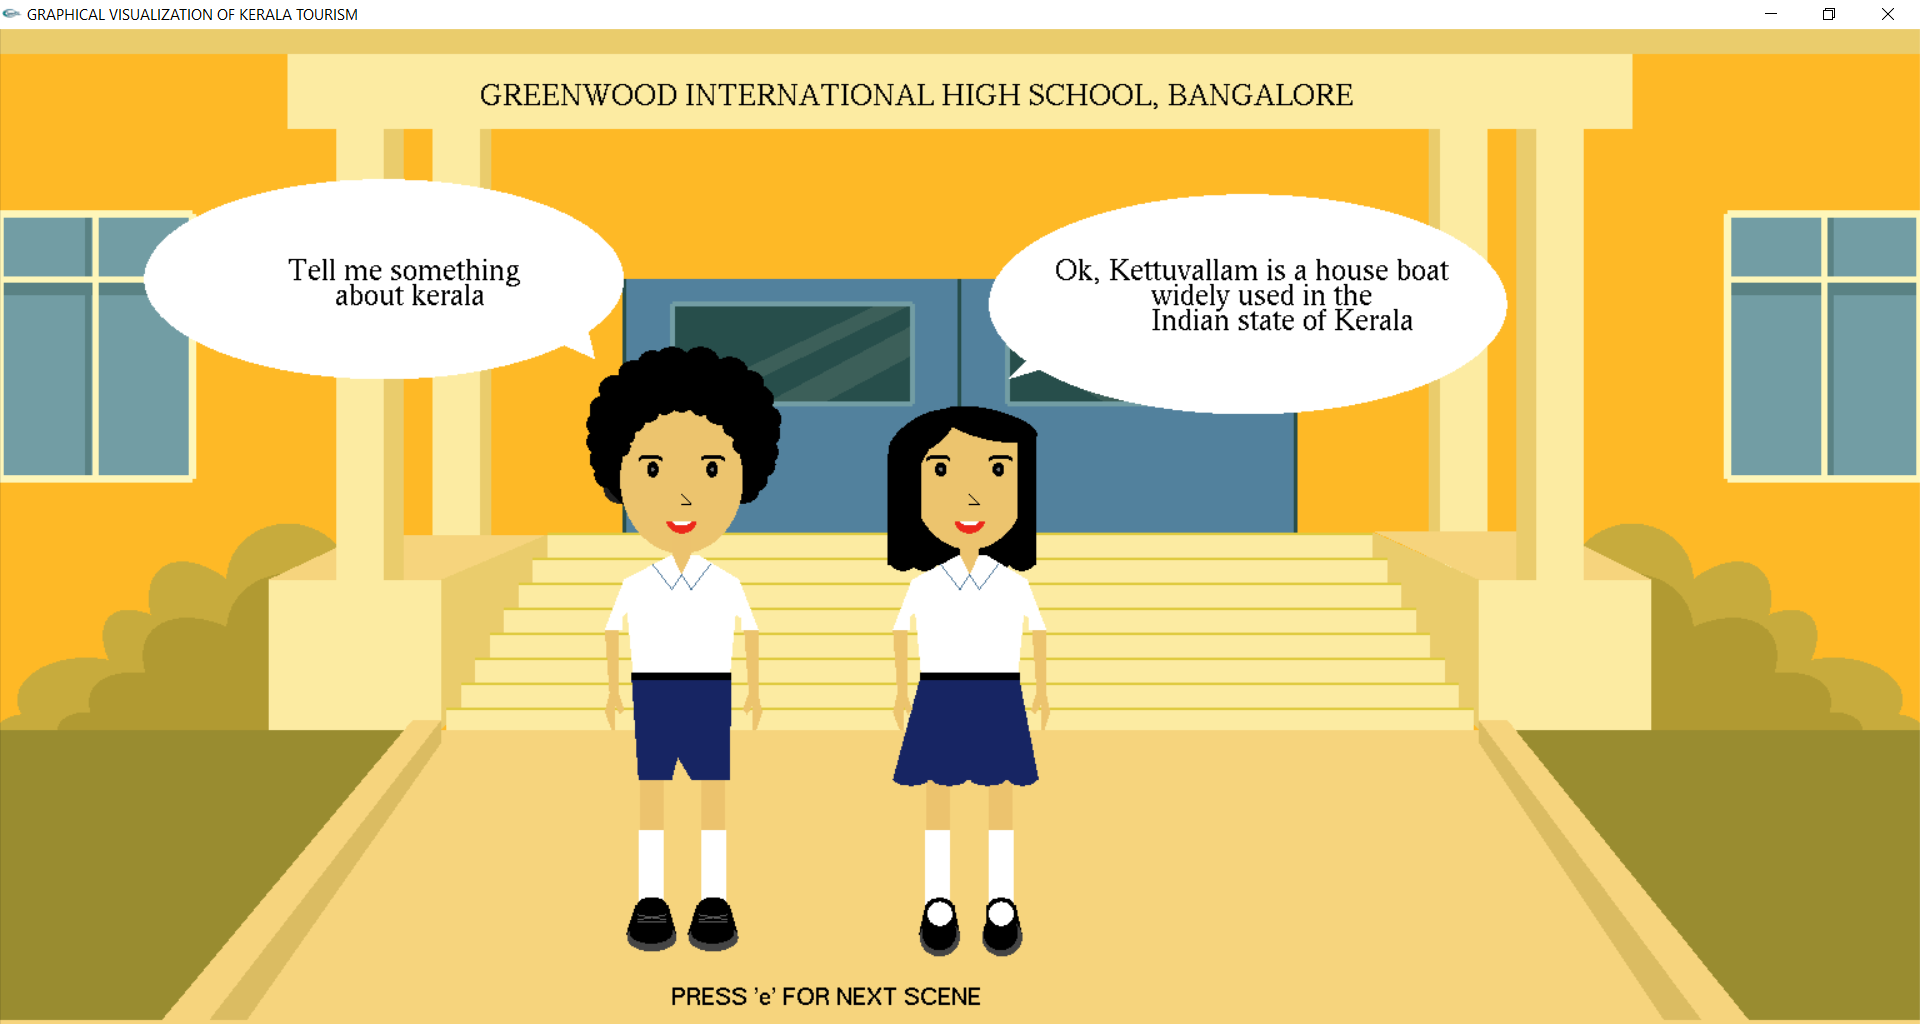 GRAPHICAL VISUALIZATION OF KERALA TOURISM
GREENWOOD INTERNATIONAL HIGH SCHOOL, BANGALORE
Tell me something
about kerala
Ok, Kettuvallam is a house boat
widely used in the
Indian state of Kerala
PRESS 'e' FOR NEXT SCENE